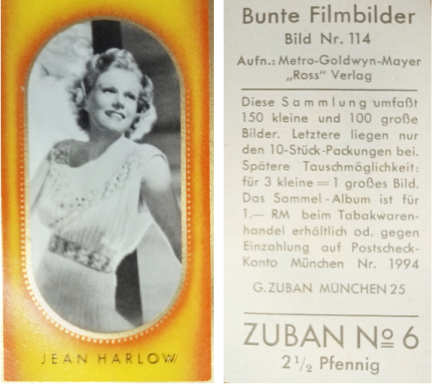 JEAN HARLOW
Bunte Filmbilder
Bild Nr. 114
Aufn.: Metro-Goldwyn-Mayer
„Ross" Verlag
Diese Sammlung umfaßt
150 kleine und 100 große
Bilder. Letztere liegen nur
den 10-Stück-Packungen bei.
Spätere Tauschmöglichkeit:
für 3 kleine = 1 großes Bild.
Das Sammel-Album ist für
1.— RM beim Tabakwaren-
handel erhältlich od. gegen
Einzahlung auf Postscheck-
Konto München Nr. 1994
G. ZUBAN MÜNCHEN 25
ZUBAN No 6
2 1/2 Pfennig